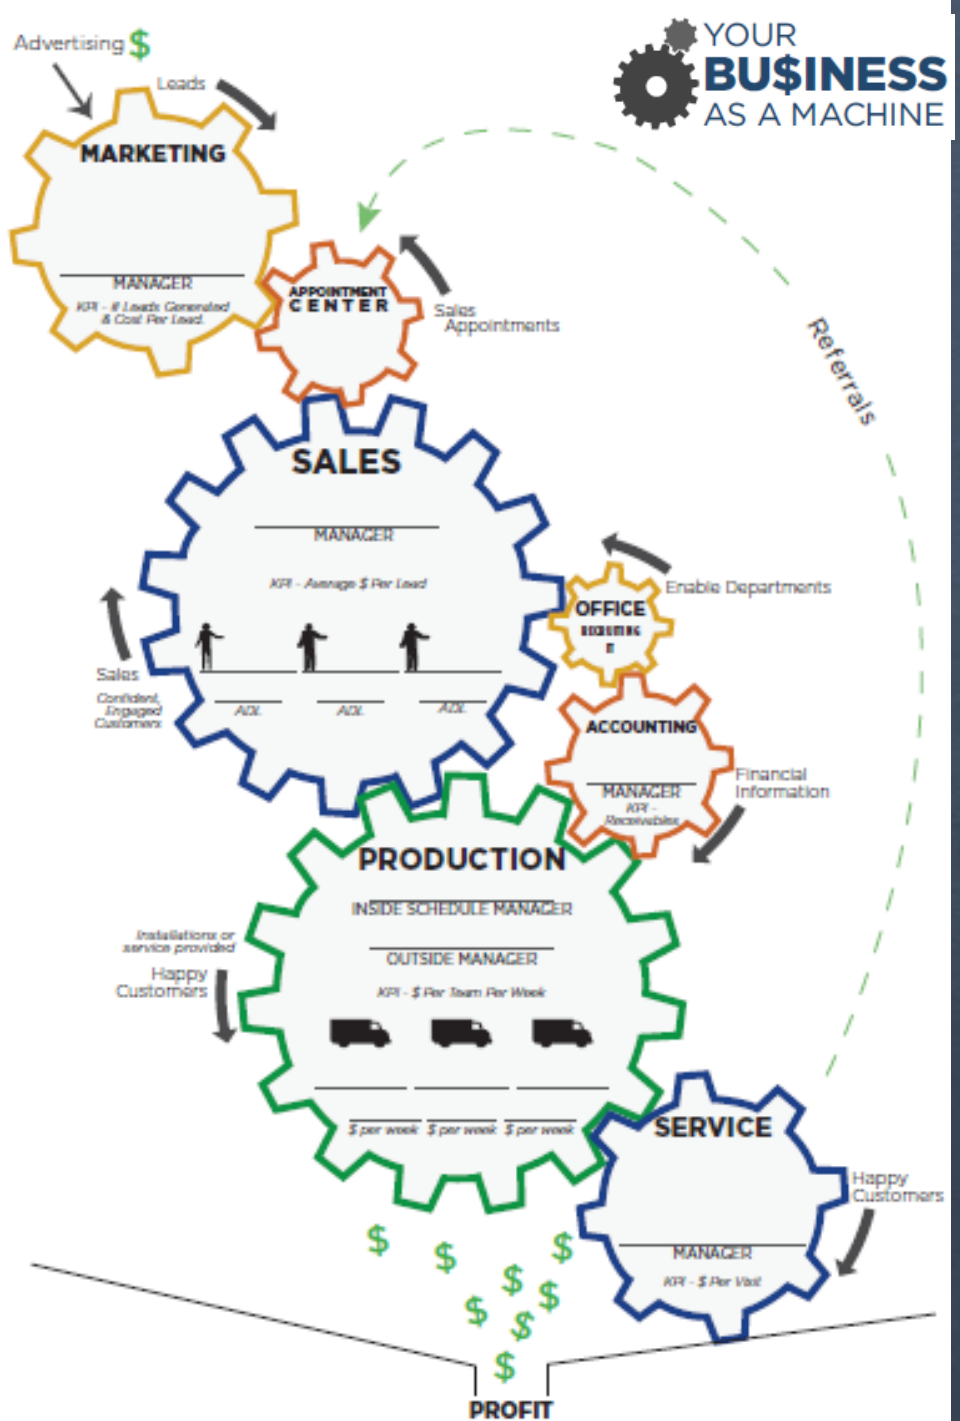 YOUR
BU$INESS
AS A MACHINE
Advertising $
Leads
MARKETING
MANAGER
KPI - # Leads Generated
& Cost Per Lead.
APPOINTMENT
CENTER
Sales
Appointments
Referrals
SALES
MANAGER
KPI - Average $ Per Lead
ADL
ADL
ADL
Sales
Confident,
Engaged
Customers
Enable Departments
OFFICE
RECRUITING
IT
ACCOUNTING
MANAGER
KPI -
Receivables
Financial
Information
PRODUCTION
INSIDE SCHEDULE MANAGER
OUTSIDE MANAGER
KPI - $ Per Team Per Week
$ per week $ per week $ per week
Installations or
service provided
Happy
Customers
SERVICE
MANAGER
KPI - $ Per Visit
Happy
Customers
$ $ $ $ $ $ $ $
PROFIT